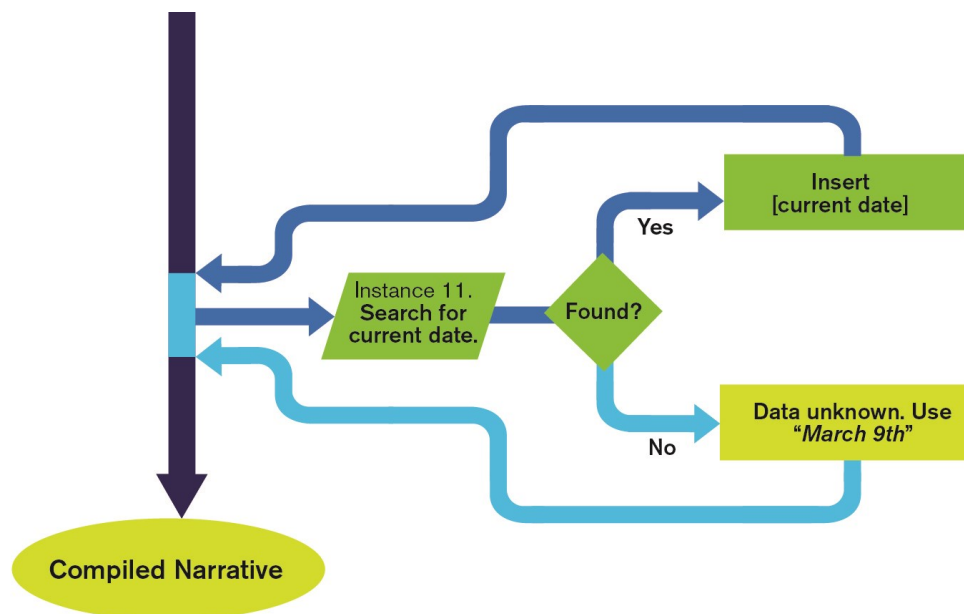 Insert
[current date]
Yes
Instance 11.
Search for
current date.
Found?
Data unknown. Use
“March 9th”
No
Compiled Narrative